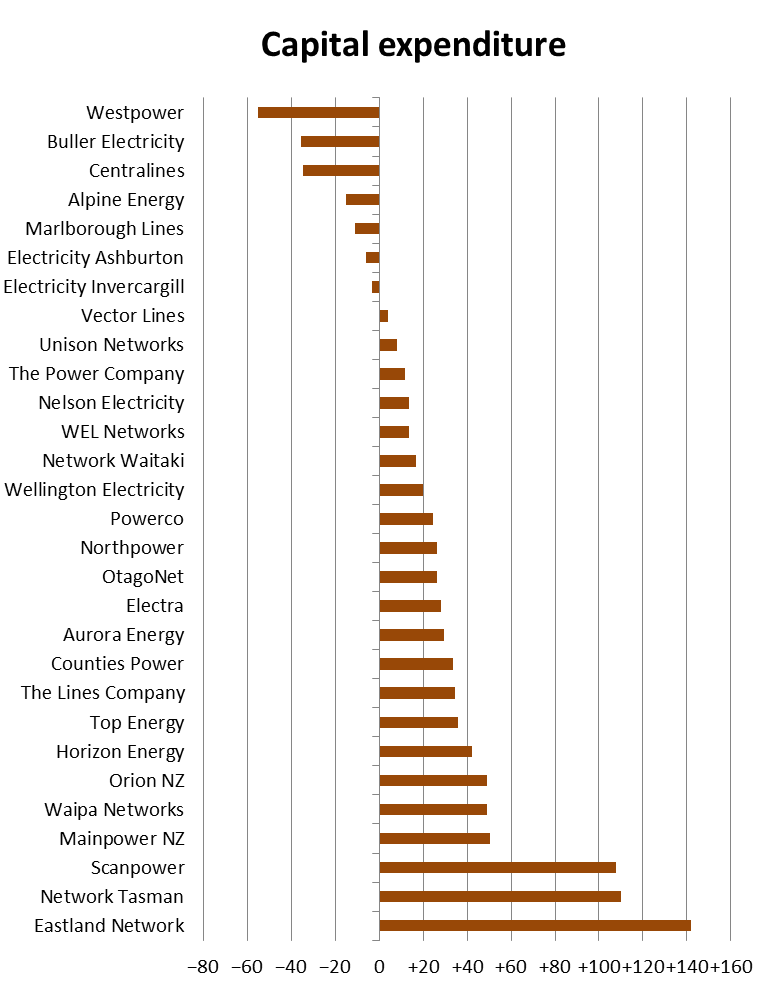 Capital expenditure
Westpower
Buller Electricity
Centralines
Alpine Energy
Marlborough Lines
Electricity Ashburton
Electricity Invercargill
Vector Lines
Unison Networks
The Power Company
Nelson Electricity
WEL Networks
Network Waitaki
Wellington Electricity
Powerco
Northpower
OtagoNet
Electra
Aurora Energy
Counties Power
The Lines Company
Top Energy
Horizon Energy
Orion NZ
Waipa Networks
Mainpower NZ
Scanpower
Network Tasman
Eastland Network
−80 −60 −40 −20 0 +20 +40 +60 +80 +100 +120 +140 +160